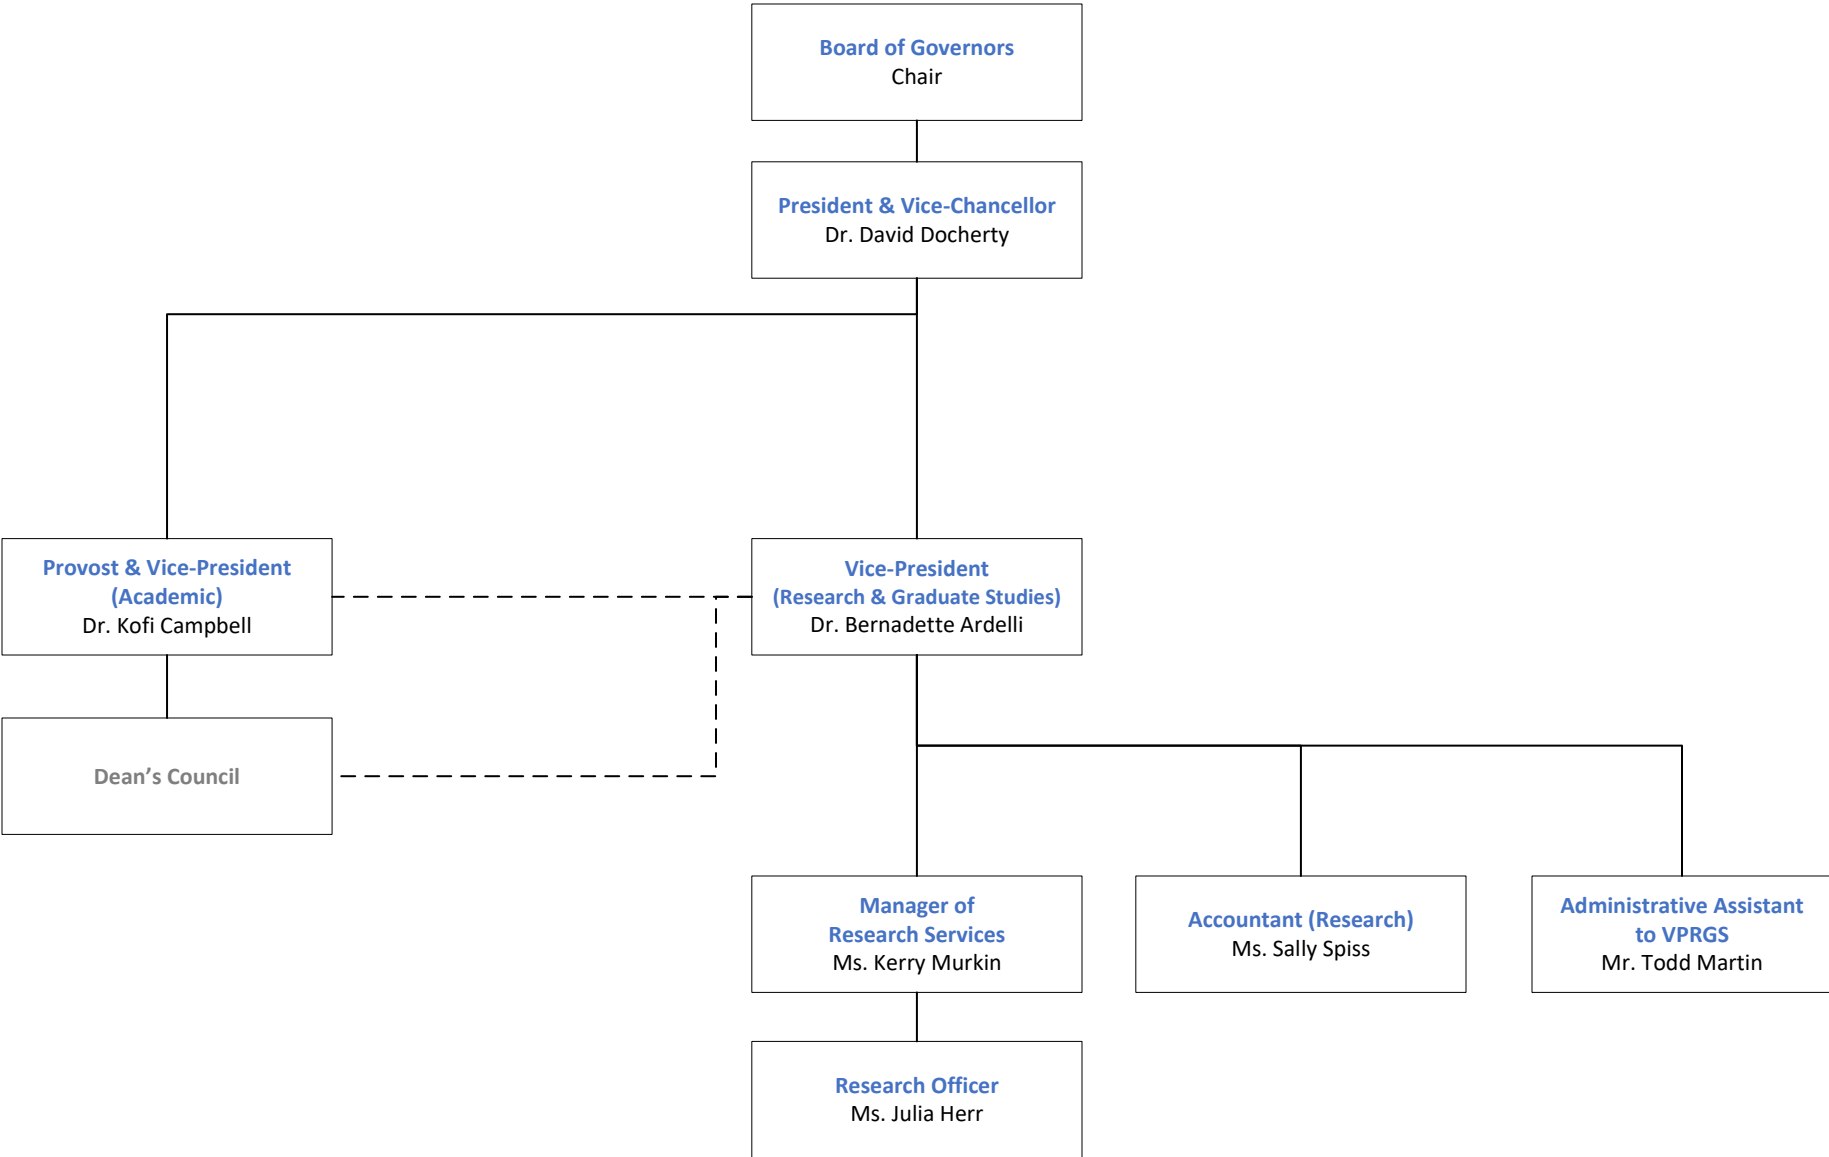 Board of Governors
Chair
President & Vice-Chancellor
Dr. David Docherty
Provost & Vice-President
(Academic)
Dr. Kofi Campbell
Vice-President
(Research & Graduate Studies)
Dr. Bernadette Ardelli
Dean’s Council
Manager of
Research Services
Ms. Kerry Murkin
Accountant (Research)
Ms. Sally Spiss
Administrative Assistant
to VPRGS
Mr. Todd Martin
Research Officer
Ms. Julia Herr